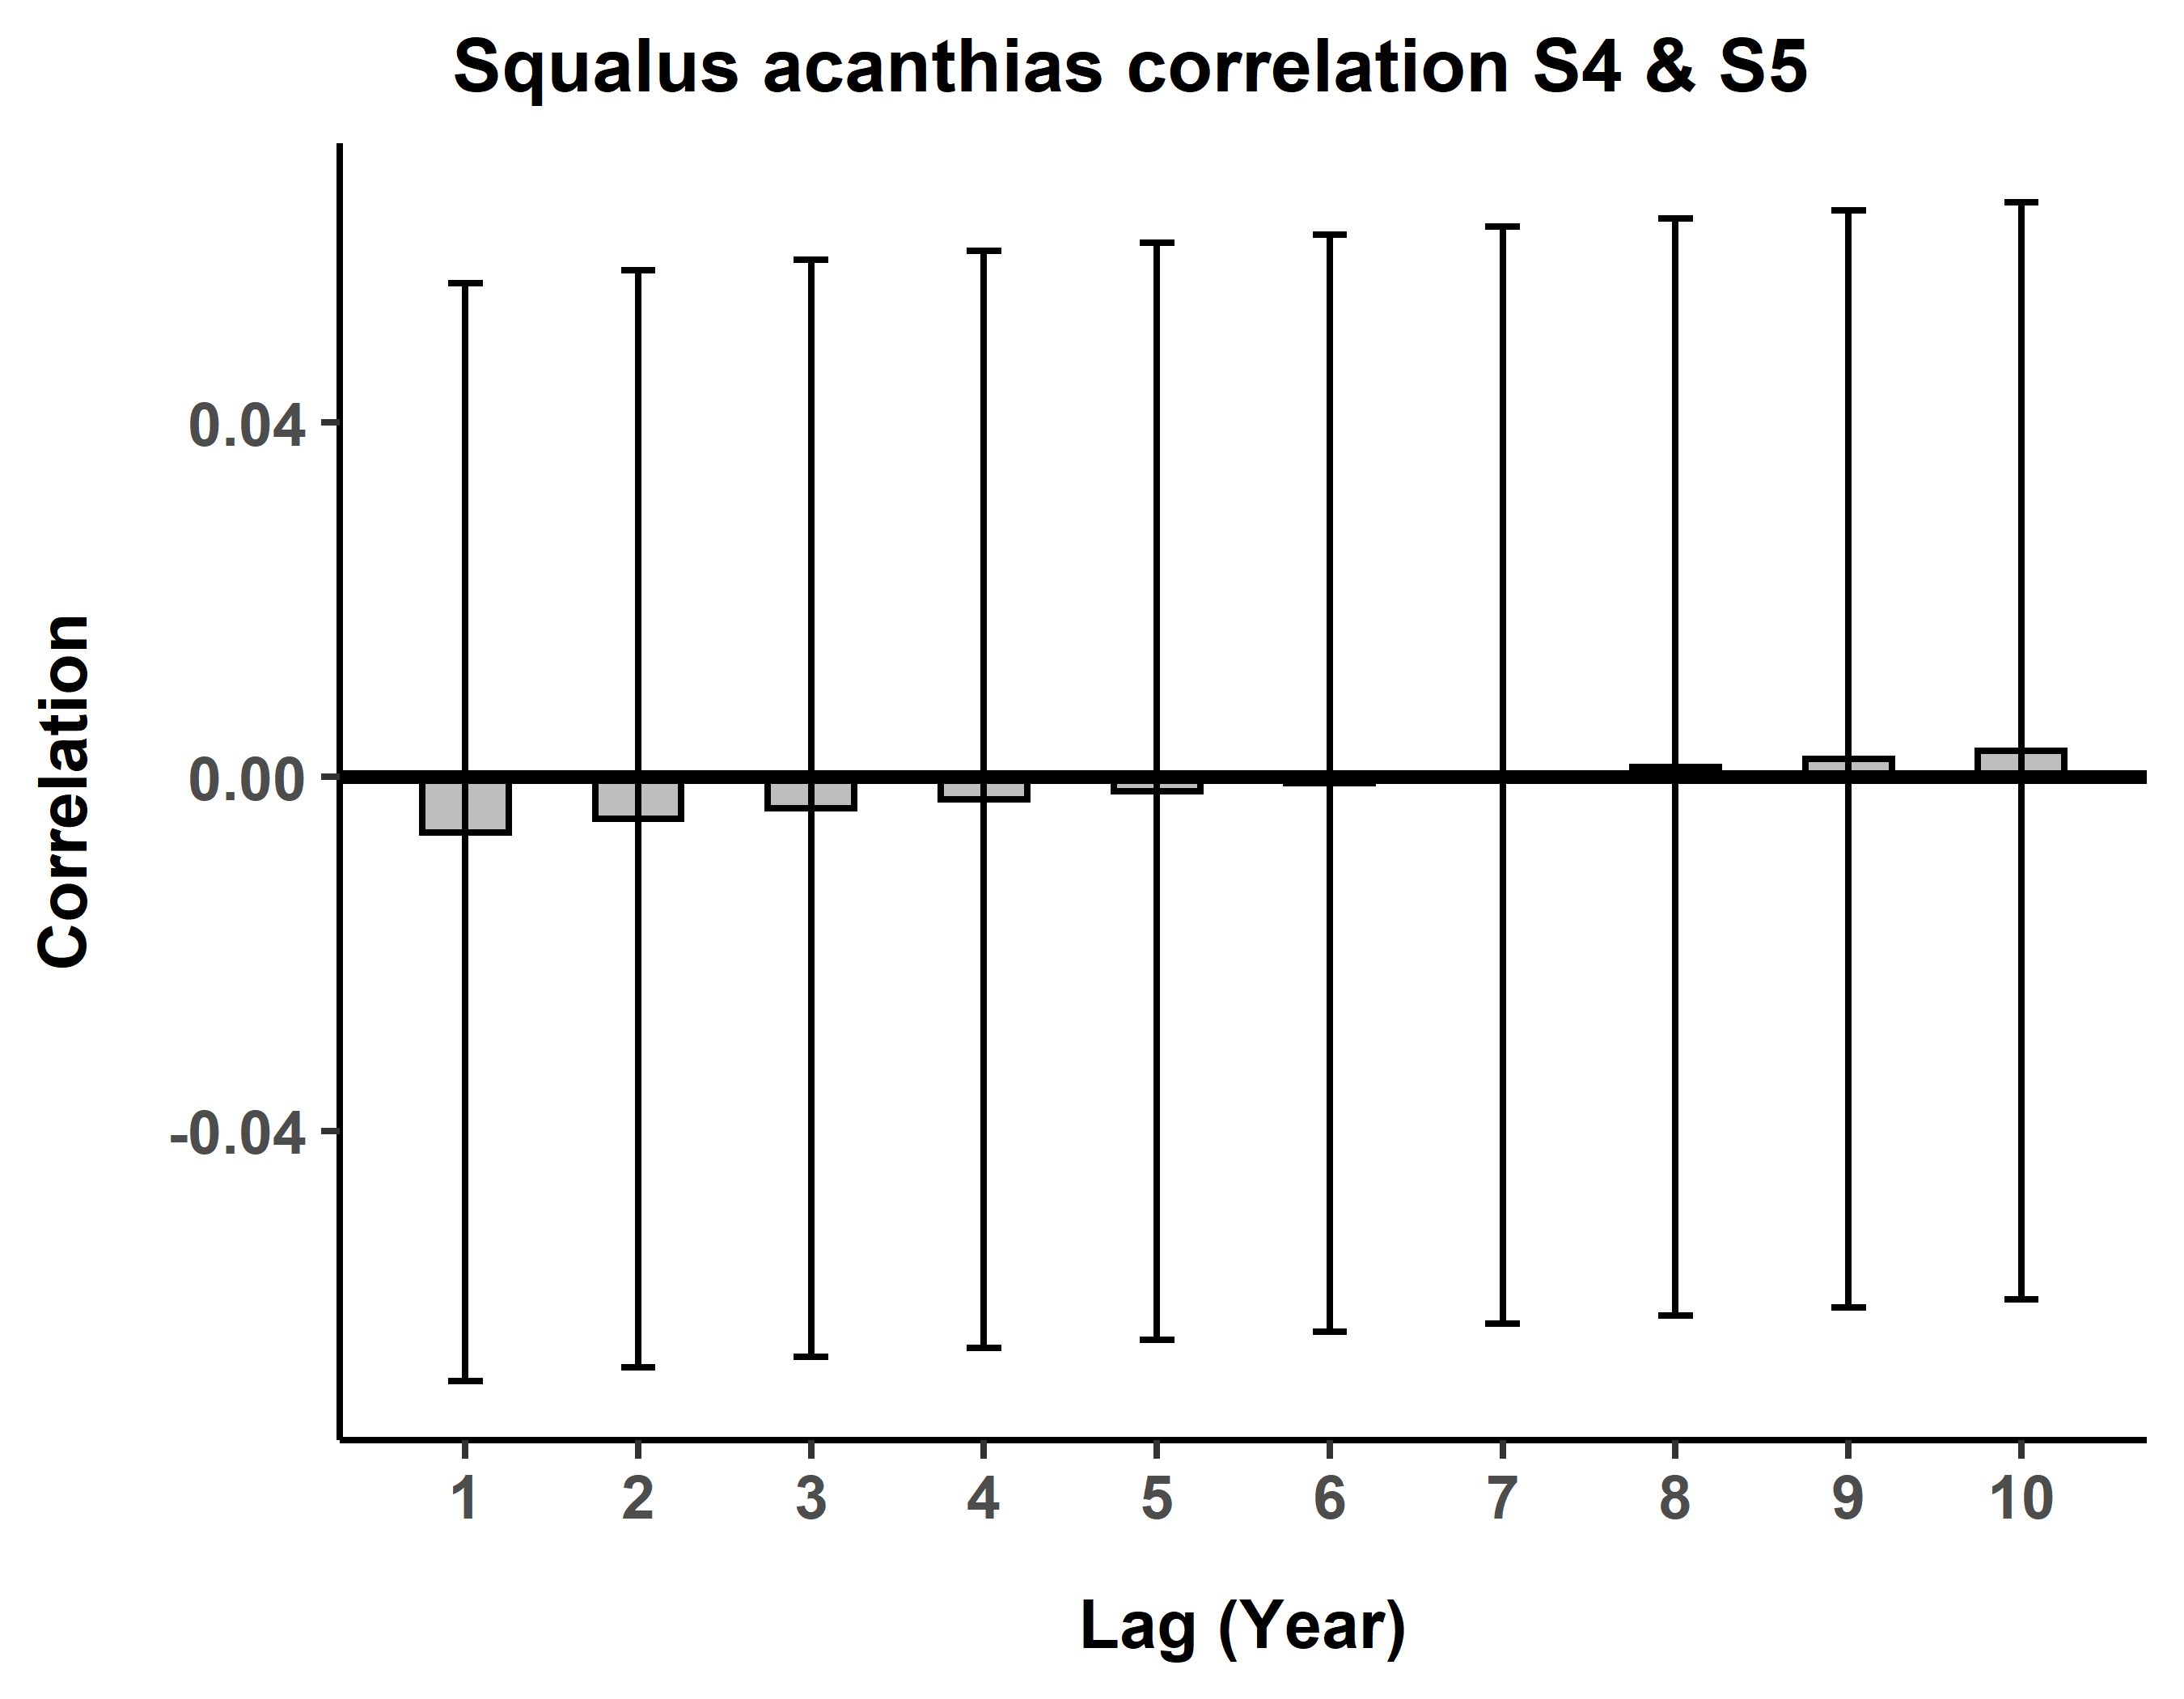 Squalus acanthias correlation S4 & S5
Correlation
0.04
0.00
-0.04
1 2 3 4 5 6 7 8 9 10
Lag (Year)